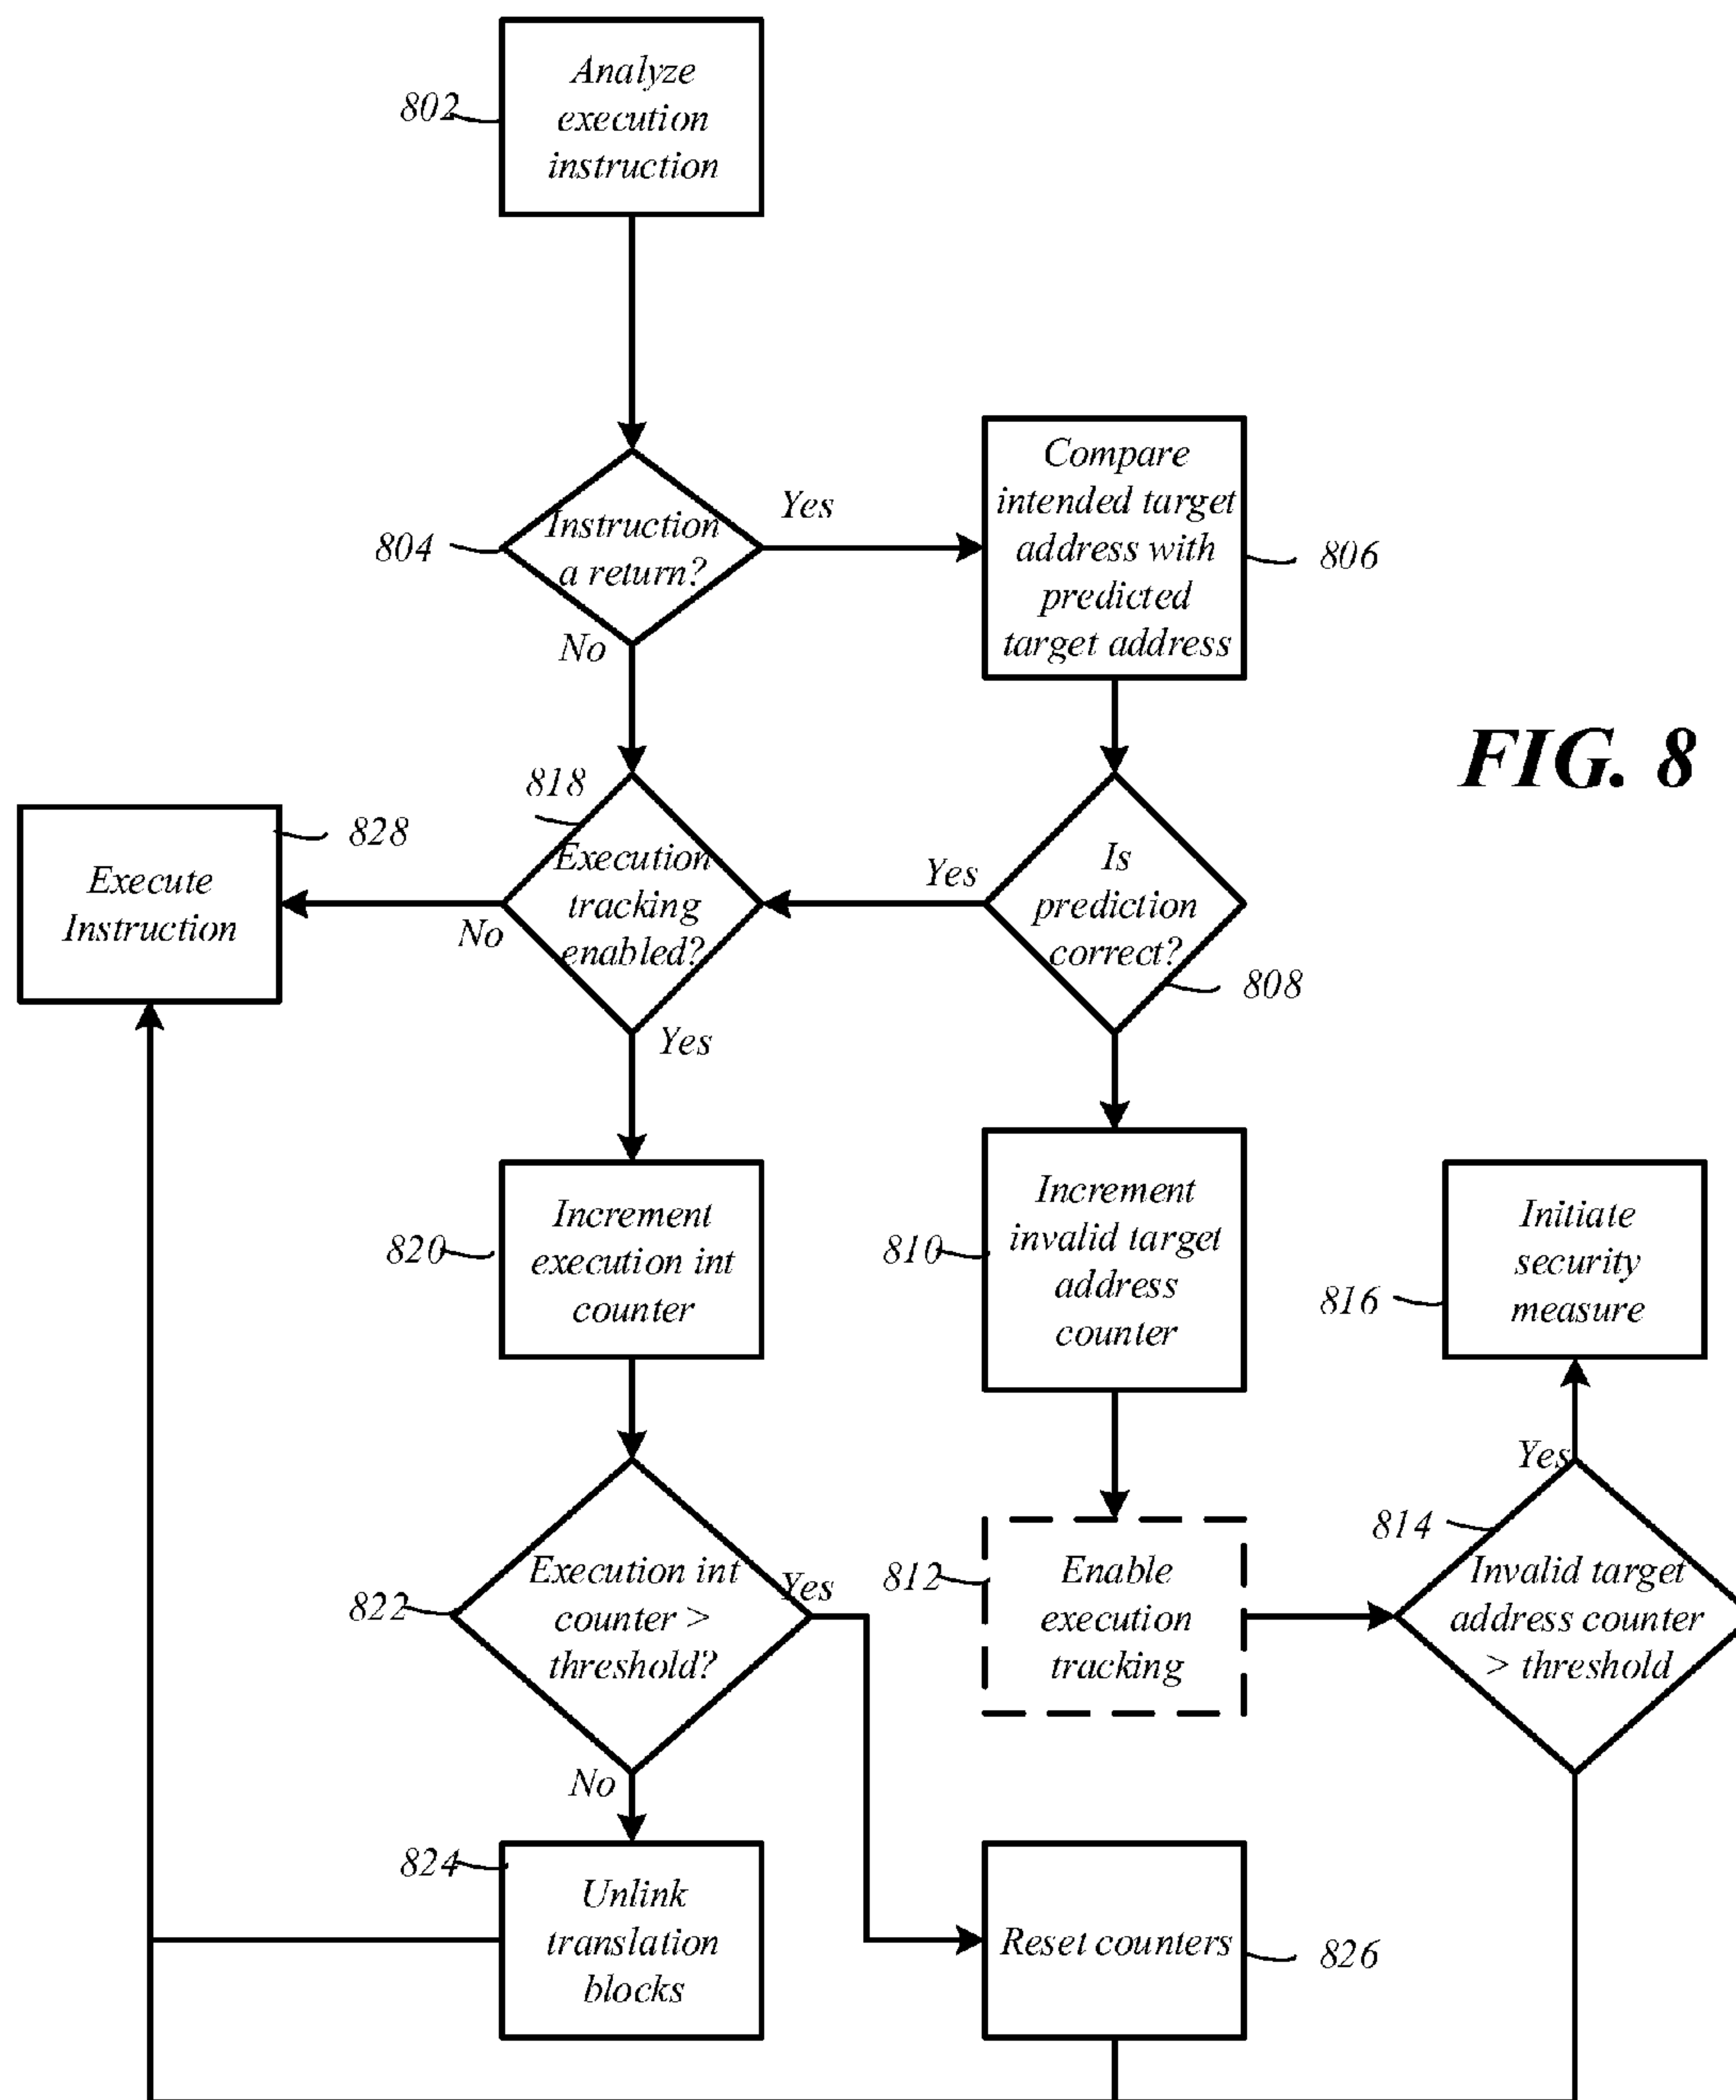 Analyze
execution
instruction
802
Instruction
a return?
804
Yes
No
Compare
intended target
address with
predicted
target address
806
FIG. 8
818
Execution
tracking
enabled?
No
Yes
Execute
Instruction
828
Yes
Is
prediction
correct?
808
Increment
execution int
counter
820
Increment
invalid target
address
counter
810
Initiate
security
measure
816
Yes
814
Invalid target
address counter
> threshold
Execution int
counter >
threshold?
822
Yes
No
Enable
execution
tracking
812
824
Unlink
translation
blocks
Reset counters
826